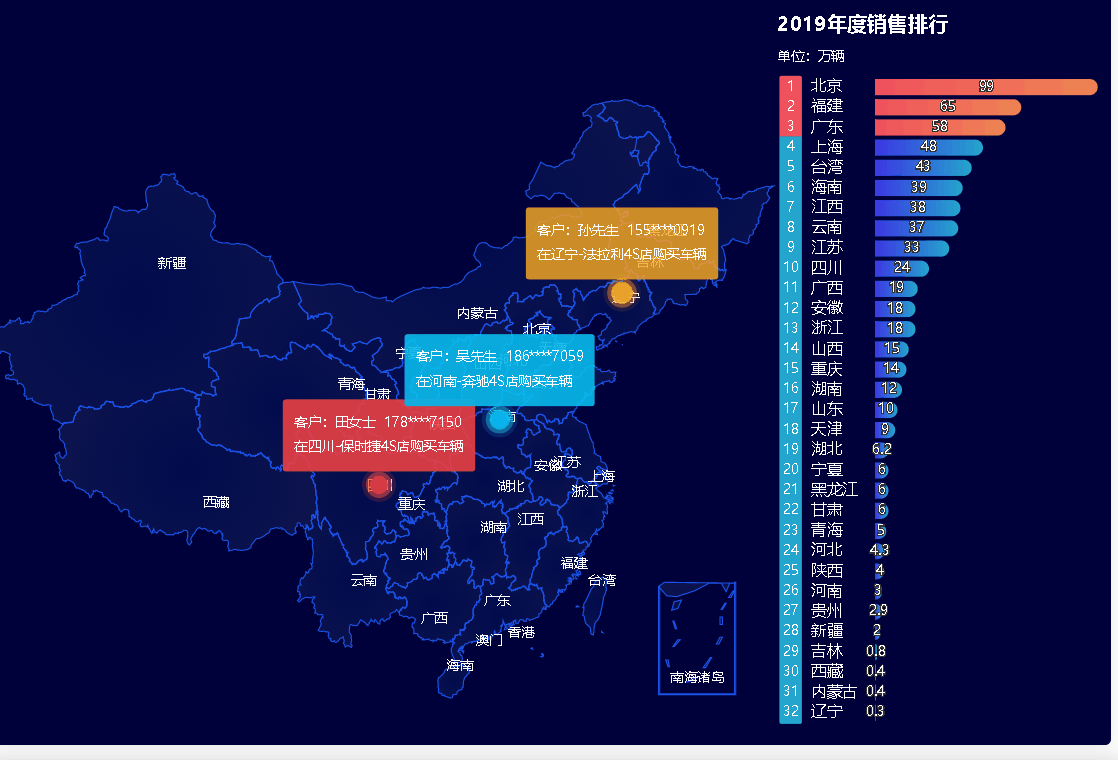 2019年度销售排行
单位：万辆
1 北京 99
2 福建 65
3 广东 58
4 上海 48
5 台湾 43
6 海南 39
7 江西 38
8 云南 37
9 江苏 33
10 四川 24
11 广西 19
12 安徽 18
13 浙江 18
14 山西 15
15 重庆 14
16 湖南 12
17 山东 10
18 天津 9
19 湖北 6.2
20 宁夏 6
21 黑龙江 6
22 甘肃 6
23 青海 5
24 河北 4.3
25 陕西 4
26 河南 3
27 贵州 2.9
28 新疆 2
29 吉林 0.8
30 西藏 0.4
31 内蒙古 0.4
32 辽宁 0.3
客户：孙先生 155****0919
在辽宁-法拉利4S店购买车辆
吉林
辽宁
新疆
内蒙古
北京
宁
客户：吴先生 186****7059
在河南-奔驰4S店购买车辆
青海
甘肃
客户：田女士 178****7150
在四川-保时捷4S店购买车辆
河南
安徽
江苏
上海
四川
湖北
浙江
西藏
重庆
江西
湖南
贵州
福建
云南
台湾
广东
广西
香港
澳门
海南
南海诸岛